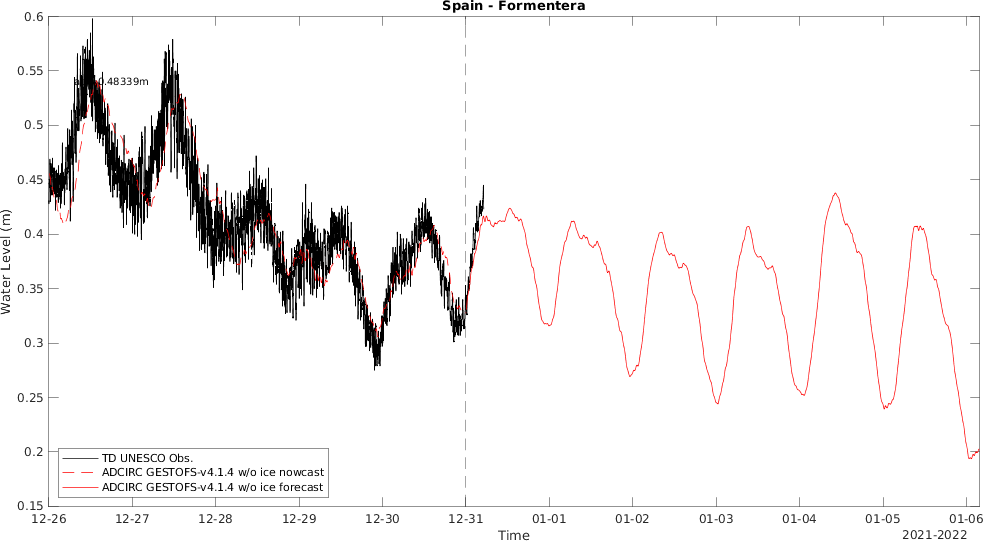 Spain - Formentera
0.6
0.55
0.5
0.45
0.4
0.35
0.3
0.25
0.2
0.15
Water Level (m)
0.48339m
TD UNESCO Obs.
ADCIRC GESTOFS-v4.1.4 w/o ice nowcast
ADCIRC GESTOFS-v4.1.4 w/o ice forecast
12-26 12-27 12-28 12-29 12-30 12-31 01-01 01-02 01-03 01-04 01-05 01-06
Time
2021-2022